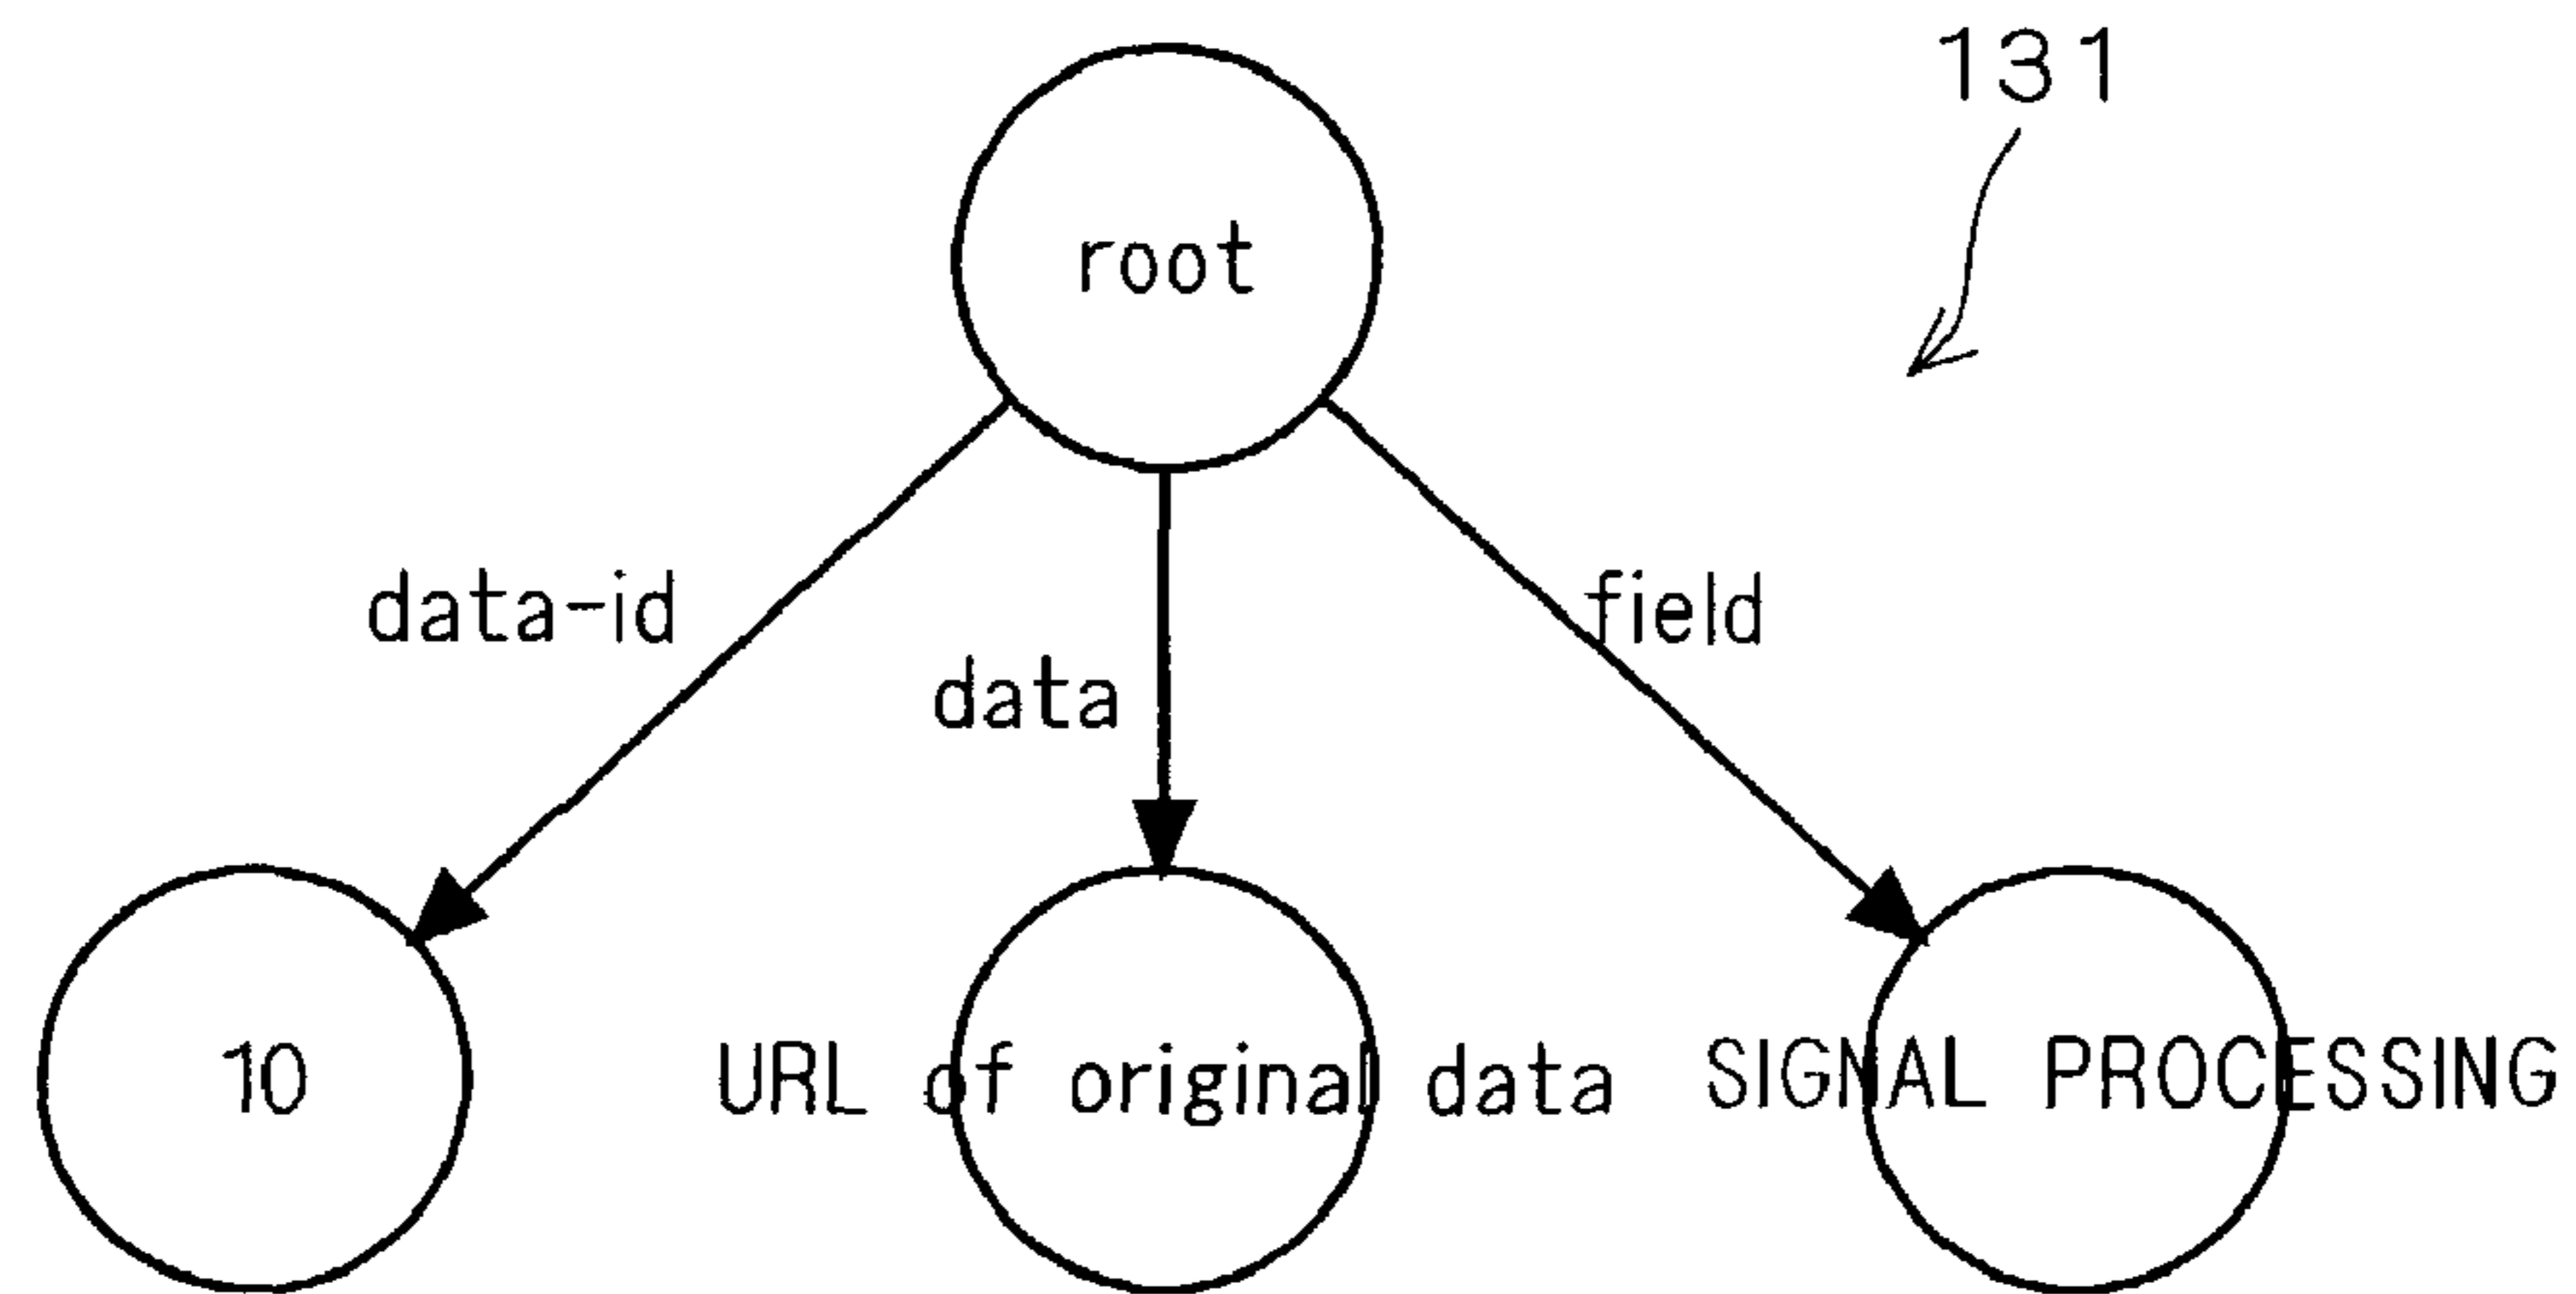 131
root
data-id
field
data
10
URL of original data
SIGNAL PROCESSING